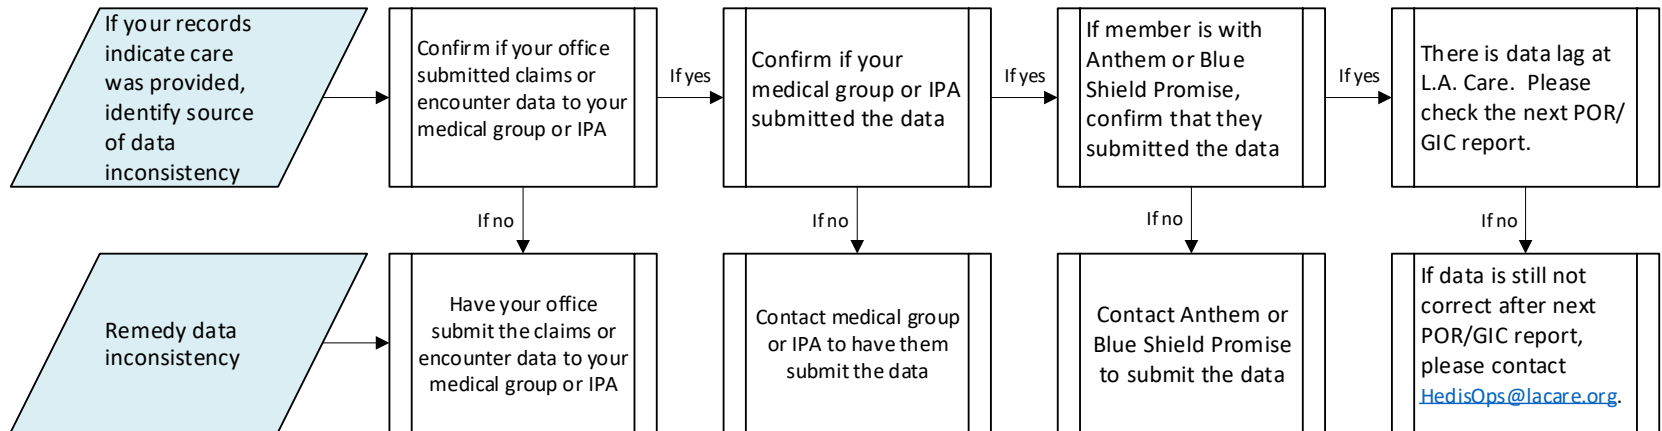 If your records
indicate care
was provided,
identify source
of data
inconsistency
Confirm if your office
submitted claims or
encounter data to your
medical group or IPA
If yes
Confirm if your
medical group or IPA
submitted the data
If yes
If member is with
Anthem or Blue
Shield Promise,
confirm that they
submitted the data
If yes
There is data lag at
L.A. Care.  Please
check the next POR/
GIC report.
If no
If no
If no
If no
Remedy data
inconsistency
Have your office
submit the claims or
encounter data to your
medical group or IPA
Contact medical group
or IPA to have them
submit the data
Contact Anthem or
Blue Shield Promise
to submit the data
If data is still not
correct after next
POR/GIC report,
please contact
HedisOps@lacare.org.